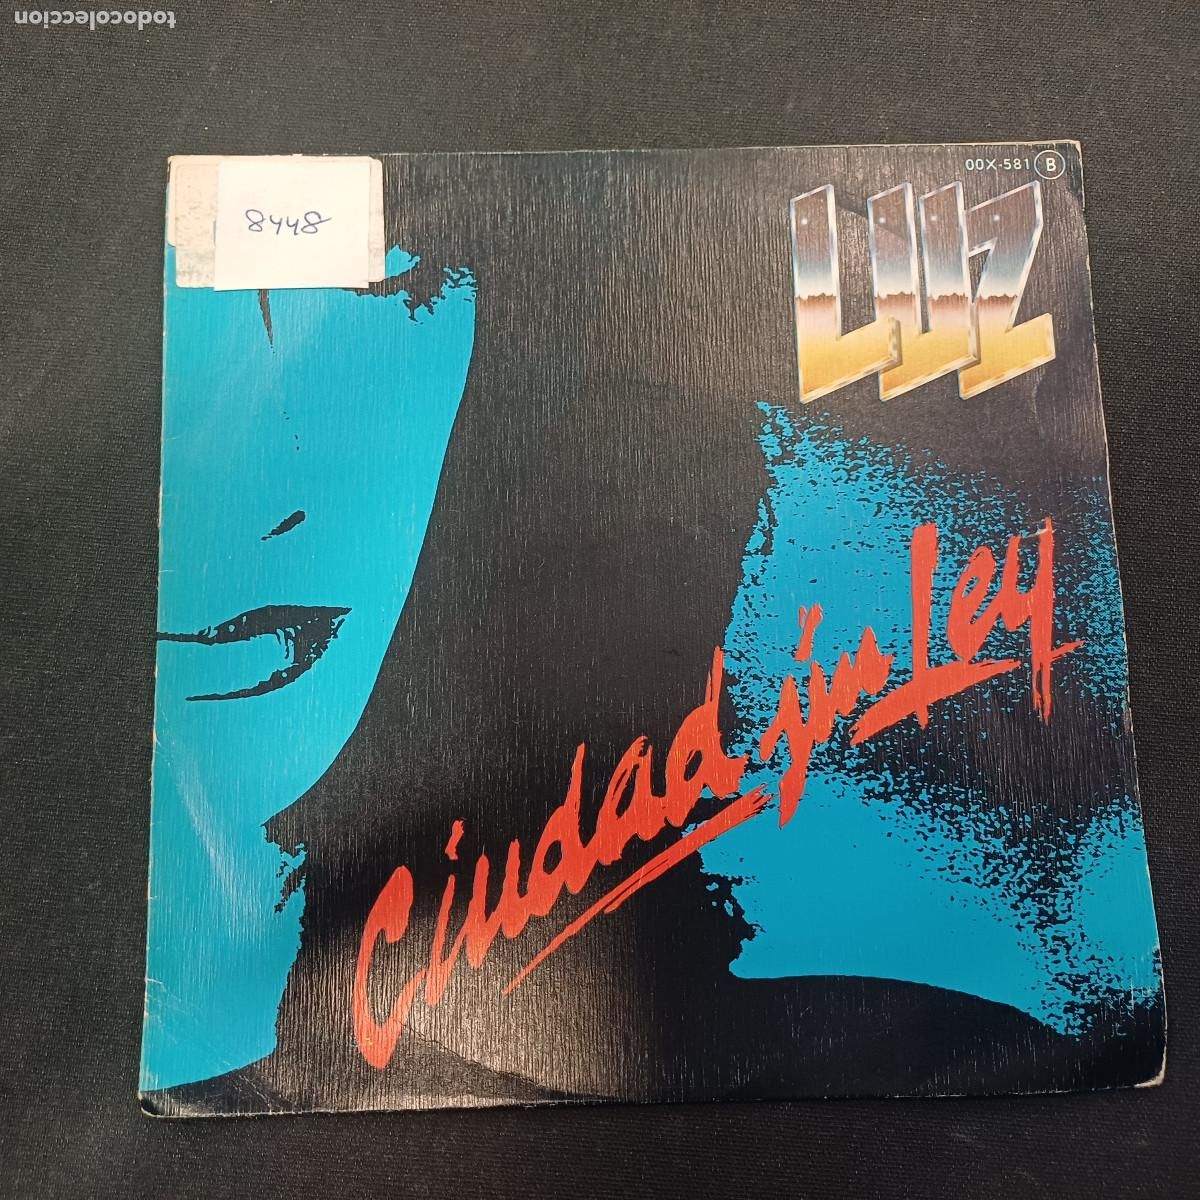 todocoleccion
8448
00X-581 B
LUZ
Ciudad sin Ley